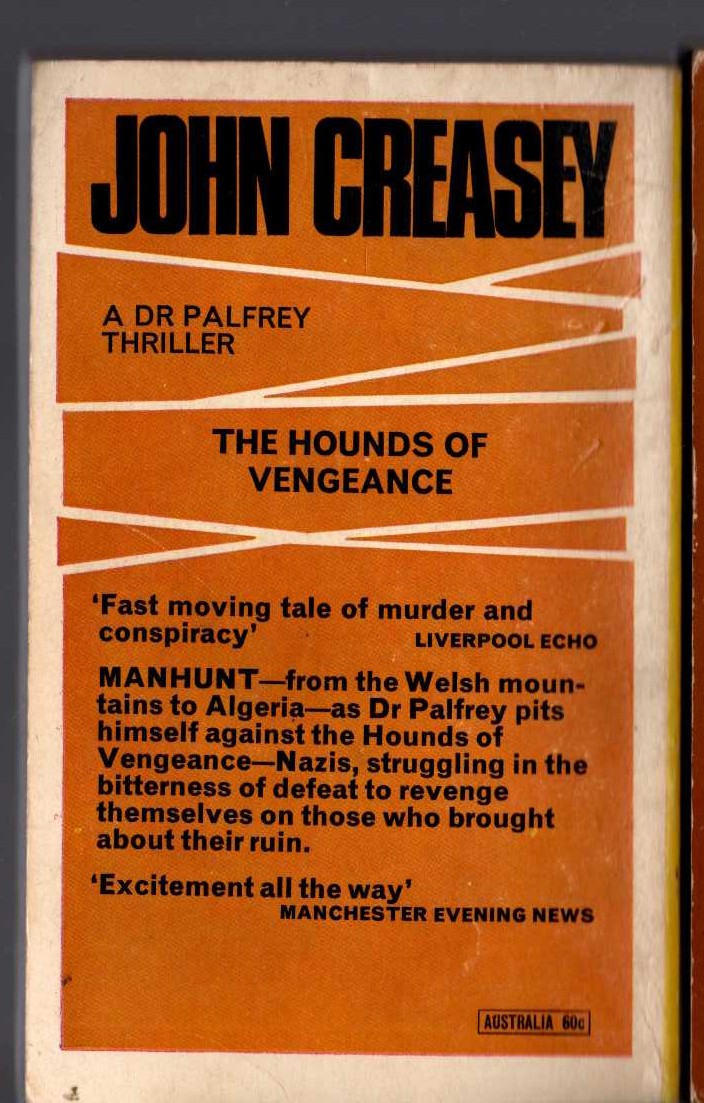 JOHN CREASEY
A DR PALFREY
THRILLER
THE HOUNDS OF
VENGEANCE
‘Fast moving tale of murder and
conspiracy’ LIVERPOOL ECHO
MANHUNT—from the Welsh moun-
tains to Algeria—as Dr Palfrey pits
himself against the Hounds of
Vengeance—Nazis, struggling in the
bitterness of defeat to revenge
themselves on those who brought
about their ruin.
‘Excitement all the way’
MANCHESTER EVENING NEWS
AUSTRALIA 60c